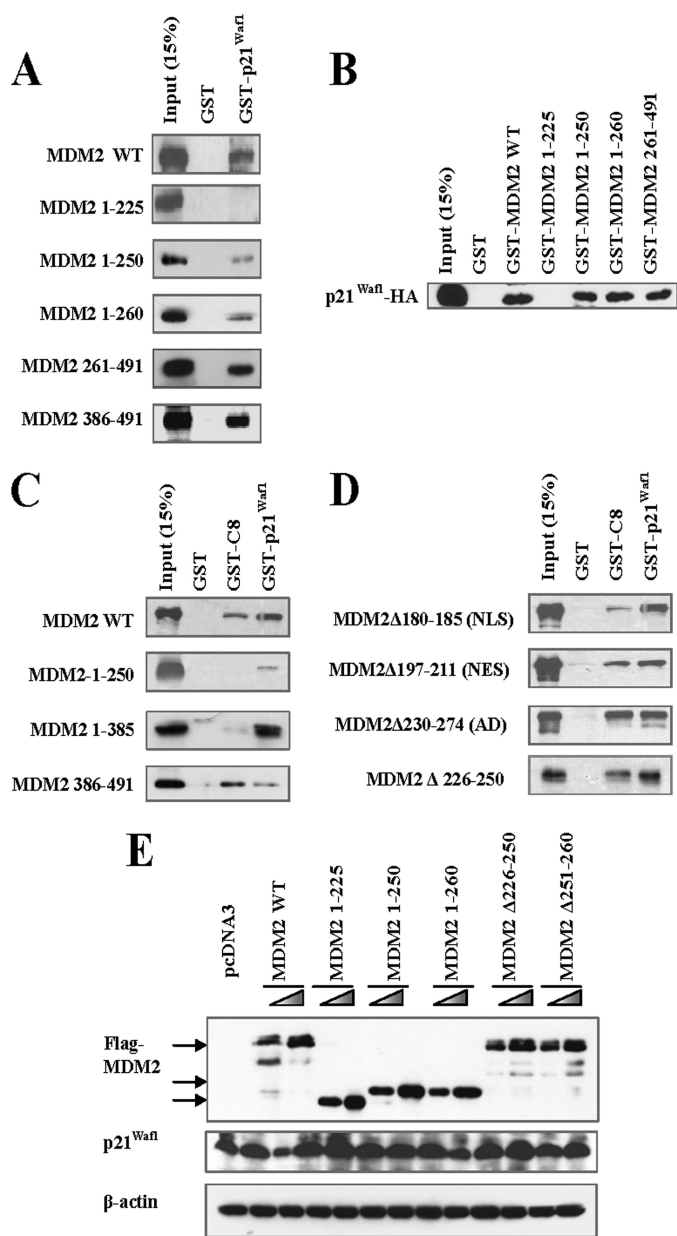 A
Input (15%)
GST
GST-p21Waf1
MDM2 WT
MDM2 1-225
MDM2 1-250
MDM2 1-260
MDM2 261-491
MDM2 386-491
B
Input (15%)
GST
GST-MDM2 WT
GST-MDM2 1-225
GST-MDM2 1-250
GST-MDM2 1-260
GST-MDM2 261-491
p21 Waf1-HA
C
Input (15%)
GST
GST-C8
GST-p21Waf1
MDM2 WT
MDM2-1-250
MDM2 1-385
MDM2 386-491
D
Input (15%)
GST
GST-C8
GST-p21Waf1
MDM2Δ180-185 (NLS)
MDM2Δ197-211 (NES)
MDM2Δ230-274 (AD)
MDM2 Δ 226-250
E
pcDNA3
MDM2 WT
MDM2 1-225
MDM2 1-250
MDM2 1-260
MDM2 Δ226-250
MDM2 Δ251-260
Flag-
MDM2
p21Waf1
β-actin